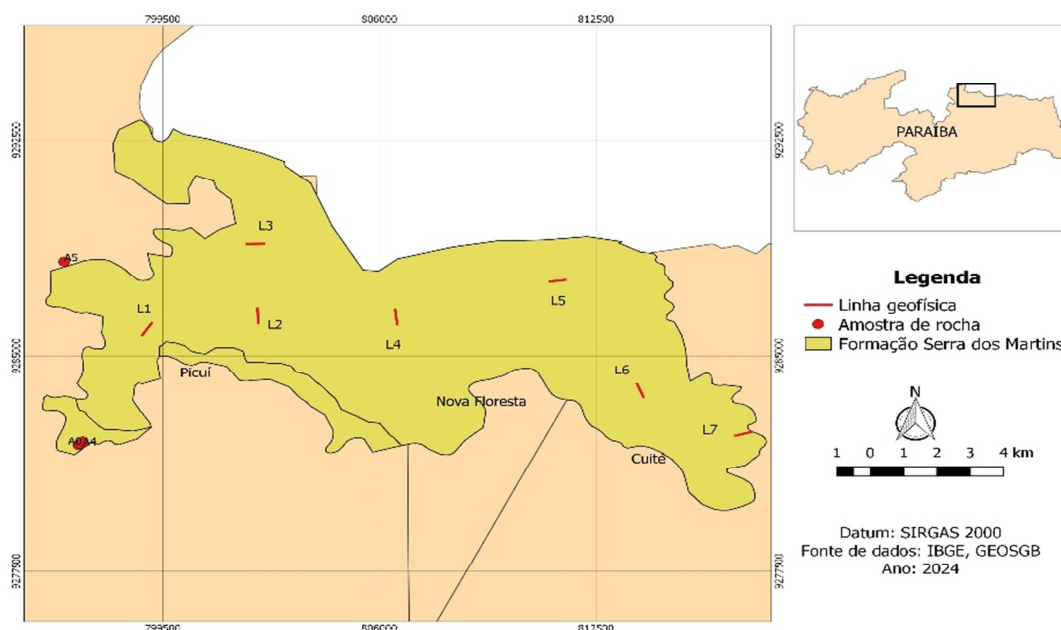 799500 806000 812500
9292500 9292500
PARAÍBA
L3
A5
L1
L5
L2
L4
9285000 9285000
Picuí
L6
Nova Floresta
L7
Cuité
9277500 9277500
799500 806000 812500
Legenda
Linha geofísica
Amostra de rocha
Formação Serra dos Martins
N
1 0 1 2 3 4 km
Datum: SIRGAS 2000
Fonte de dados: IBGE, GEOSGB
Ano: 2024